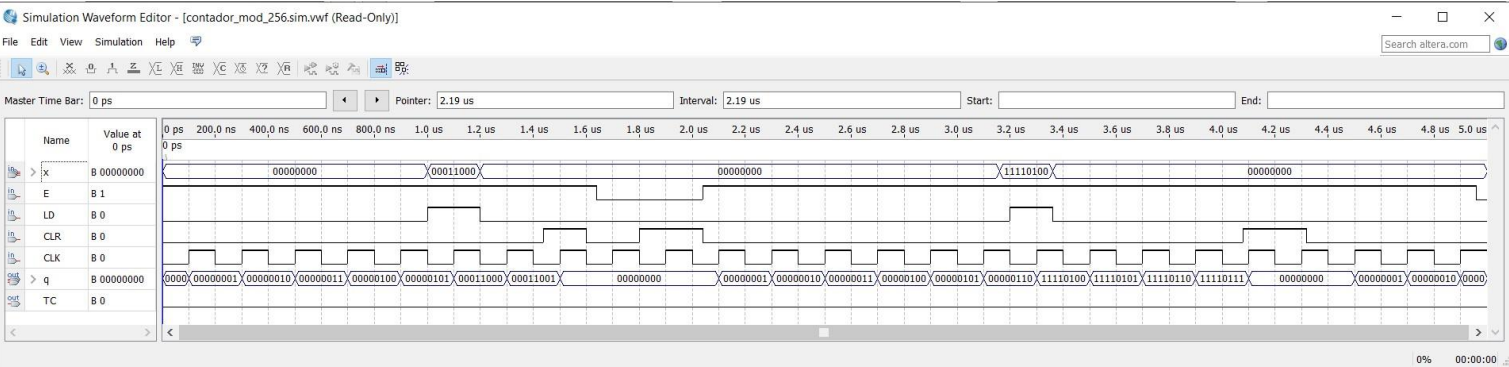 Simulation Waveform Editor - [contador_mod_256.sim.vwf (Read-Only)]
File Edit View Simulation Help
Search altera.com
Master Time Bar: 0 ps Pointer: 2.19 us Interval: 2.19 us Start: End:
Name Value at 0 ps
0 ps 200.0 ns 400.0 ns 600.0 ns 800.0 ns 1.0 us 1.2 us 1.4 us 1.6 us 1.8 us 2.0 us 2.2 us 2.4 us 2.6 us 2.8 us 3.0 us 3.2 us 3.4 us 3.6 us 3.8 us 4.0 us 4.2 us 4.4 us 4.6 us 4.8 us 5.0 us
0 ps
in > x B 00000000 00000000 00011000 00000000 11110100 00000000
in E B 1
in LD B 0
in CLR B 0
in CLK B 0
out > q B 00000000 0000 00000001 00000010 00000011 00000100 00000101 00011000 00011001 00000000 00000001 00000010 00000011 00000100 00000101 00000110 11110100 11110101 11110110 11110111 00000000 00000001 00000010 0000
out TC B 0
0% 00:00:00